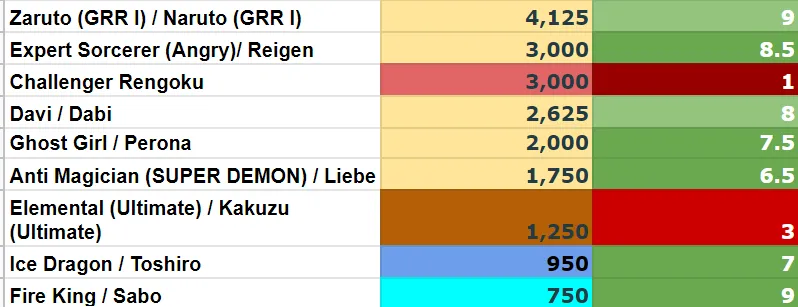 Zaruto (GRR I) / Naruto (GRR I) 4,125 9
Expert Sorcerer (Angry)/ Reigen 3,000 8.5
Challenger Rengoku 3,000 1
Davi / Dabi 2,625 8
Ghost Girl / Perona 2,000 7.5
Anti Magician (SUPER DEMON) / Liebe 1,750 6.5
Elemental (Ultimate) / Kakuzu
(Ultimate) 1,250 3
Ice Dragon / Toshiro 950 7
Fire King / Sabo 750 9